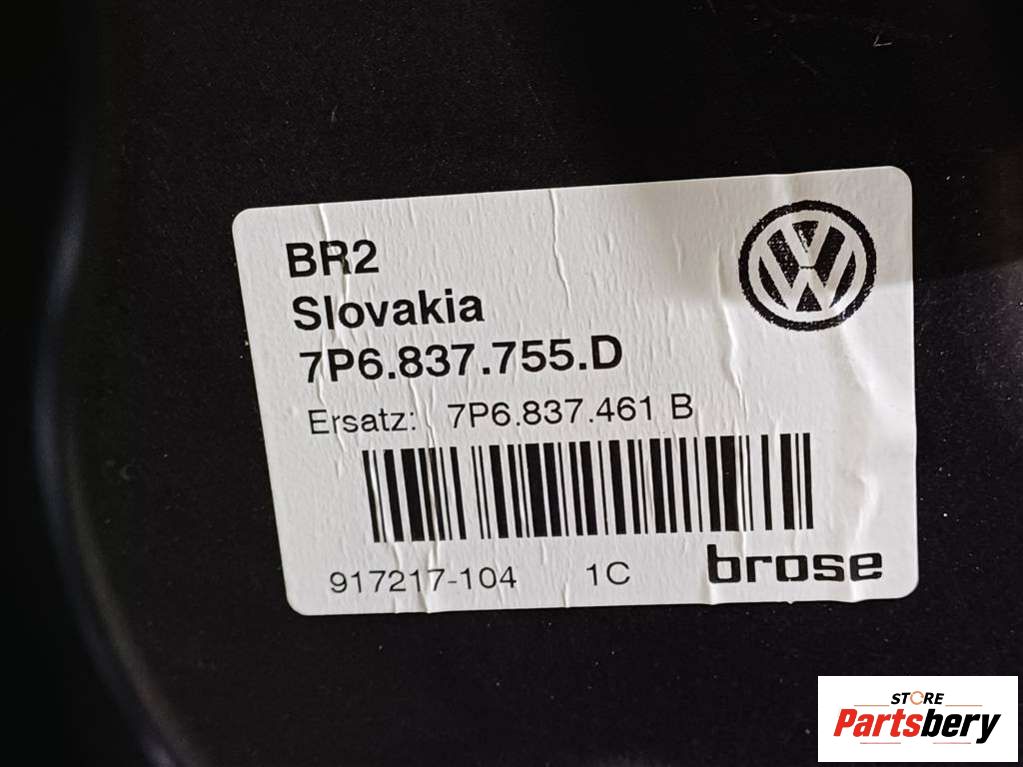 BR2
Slovakia
7P6.837.755.D
Ersatz: 7P6.837.461 B
917217-104 1C brose
STORE
Partsbery